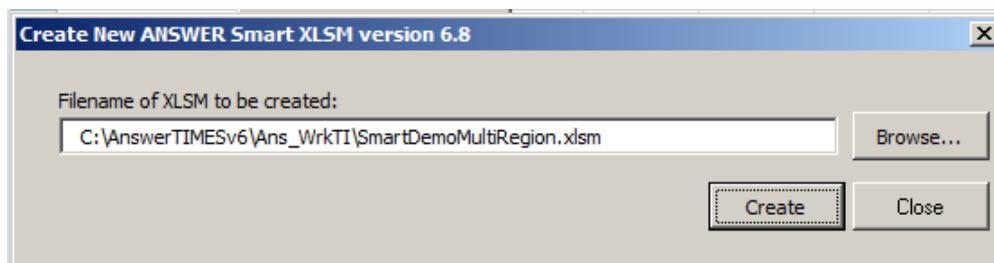 Create New ANSWER Smart XLSM version 6.8
Filename of XLSM to be created:
C:\AnswerTIMESv6\Ans_WrkTI\SmartDemoMultiRegion.xlsm
Browse...
Create
Close